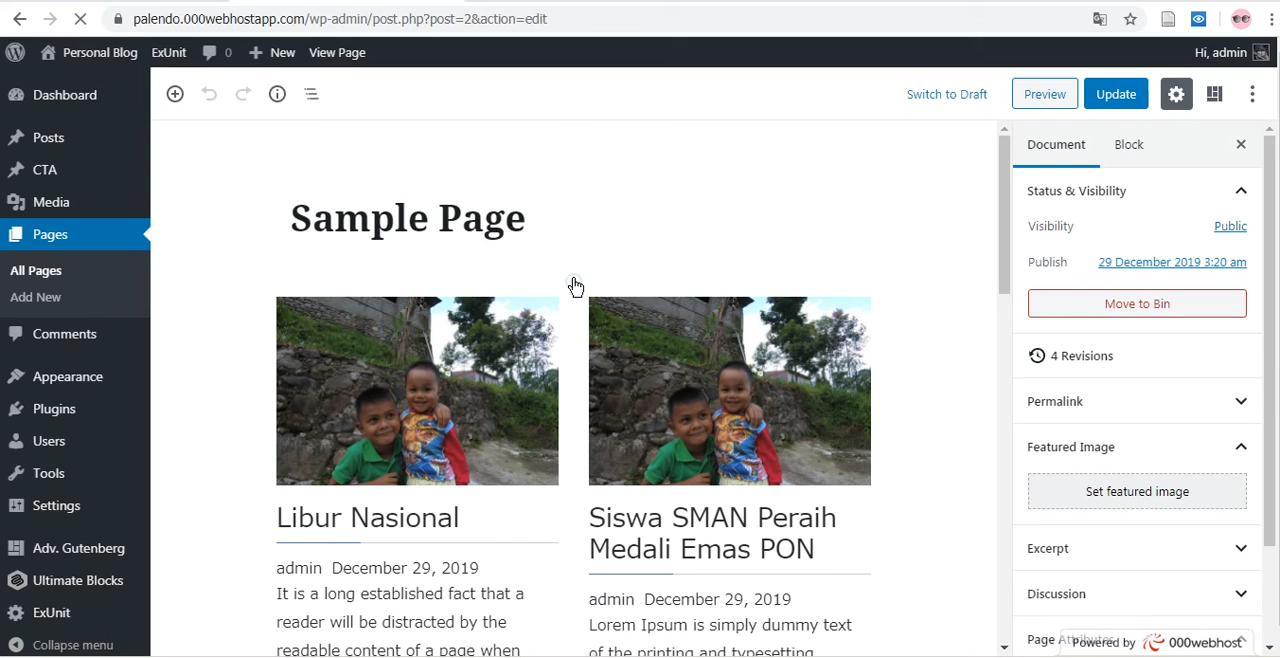 palendo.000webhostapp.com/wp-admin/post.php?post=2&action=edit
Personal Blog ExUnit 0 New View Page Hi, admin
Dashboard
Posts
CTA
Media
Pages
All Pages
Add New
Comments
Appearance
Plugins
Users
Tools
Settings
Adv. Gutenberg
Ultimate Blocks
ExUnit
Collapse menu
Switch to Draft Preview Update
Sample Page
Libur Nasional
admin December 29, 2019
It is a long established fact that a
reader will be distracted by the
readable content of a page when
Siswa SMAN Peraih
Medali Emas PON
admin December 29, 2019
Lorem Ipsum is simply dummy text
of the printing and typesetting
Document Block
Status & Visibility
Visibility Public
Publish 29 December 2019 3:20 am
Move to Bin
4 Revisions
Permalink
Featured Image
Set featured image
Excerpt
Discussion
Page Attributes
Powered by 000webhost